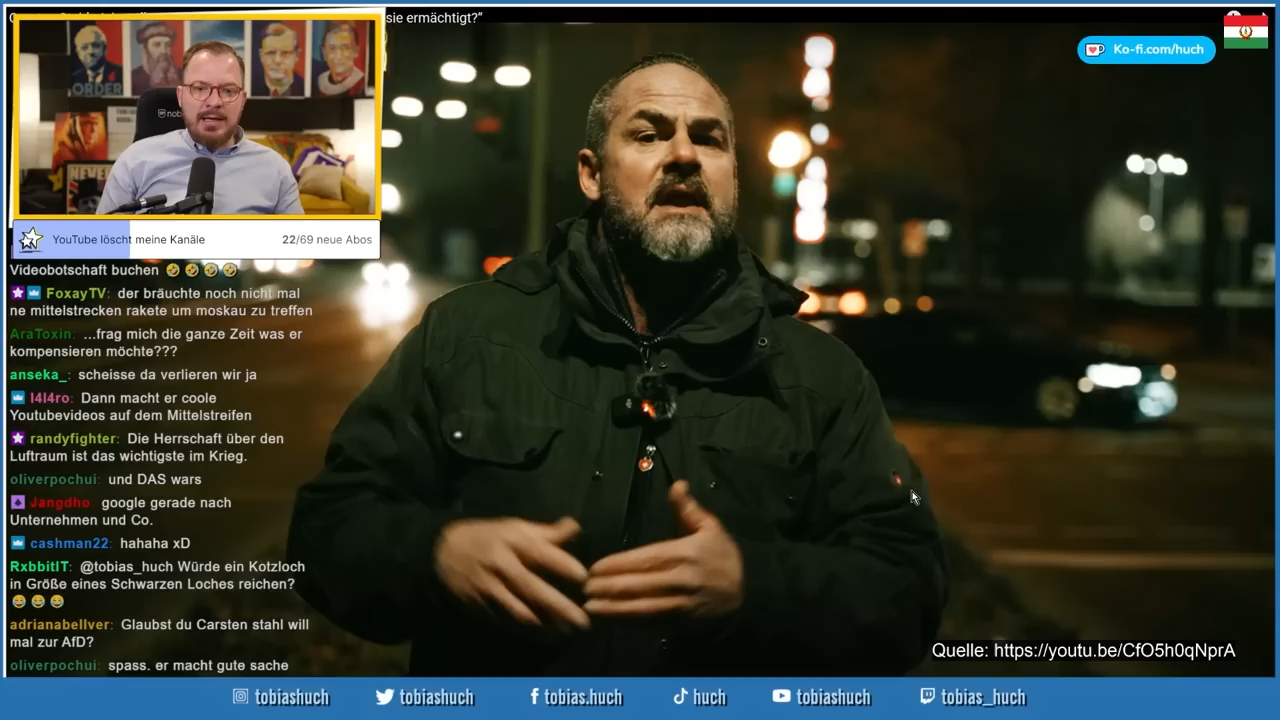 sie ermächtigt?“
Ko-fi.com/huch
ORDER
nob
NEVER
YouTube löscht meine Kanäle
22/69 neue Abos
Videobotschaft buchen 🤣 🤣 🤣 🤣
FoxayTV: der bräuchte noch nicht mal
ne mittelstrecken rakete um moskau zu treffen
AraToxin: ...frag mich die ganze Zeit was er
kompensieren möchte???
anseka_: scheisse da verlieren wir ja
l4l4ro: Dann macht er coole
Youtubevideos auf dem Mittelstreifen
randyfighter: Die Herrschaft über den
Luftraum ist das wichtigste im Krieg.
oliverpochui: und DAS wars
Jangdho: google gerade nach
Unternehmen und Co.
cashman22: hahaha xD
RxbbitIT: @tobias_huch Würde ein Kotzloch
in Größe eines Schwarzen Loches reichen?
😂 😂 😂
adrianabellver: Glaubst du Carsten stahl will
mal zur AfD?
oliverpochui: spass. er macht gute sache
Quelle: https://youtu.be/CfO5h0qNprA
tobiashuch
tobiashuch
tobias.huch
huch
tobiashuch
tobias_huch